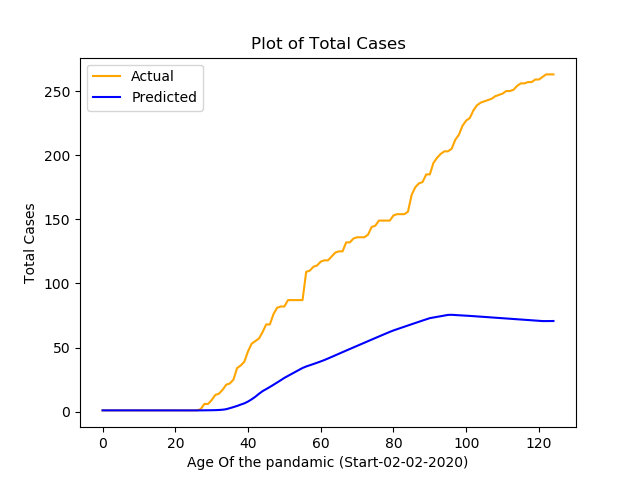 Plot of Total Cases
Actual
Predicted
250
200
150
100
50
0
Total Cases
0 20 40 60 80 100 120
Age Of the pandamic (Start-02-02-2020)